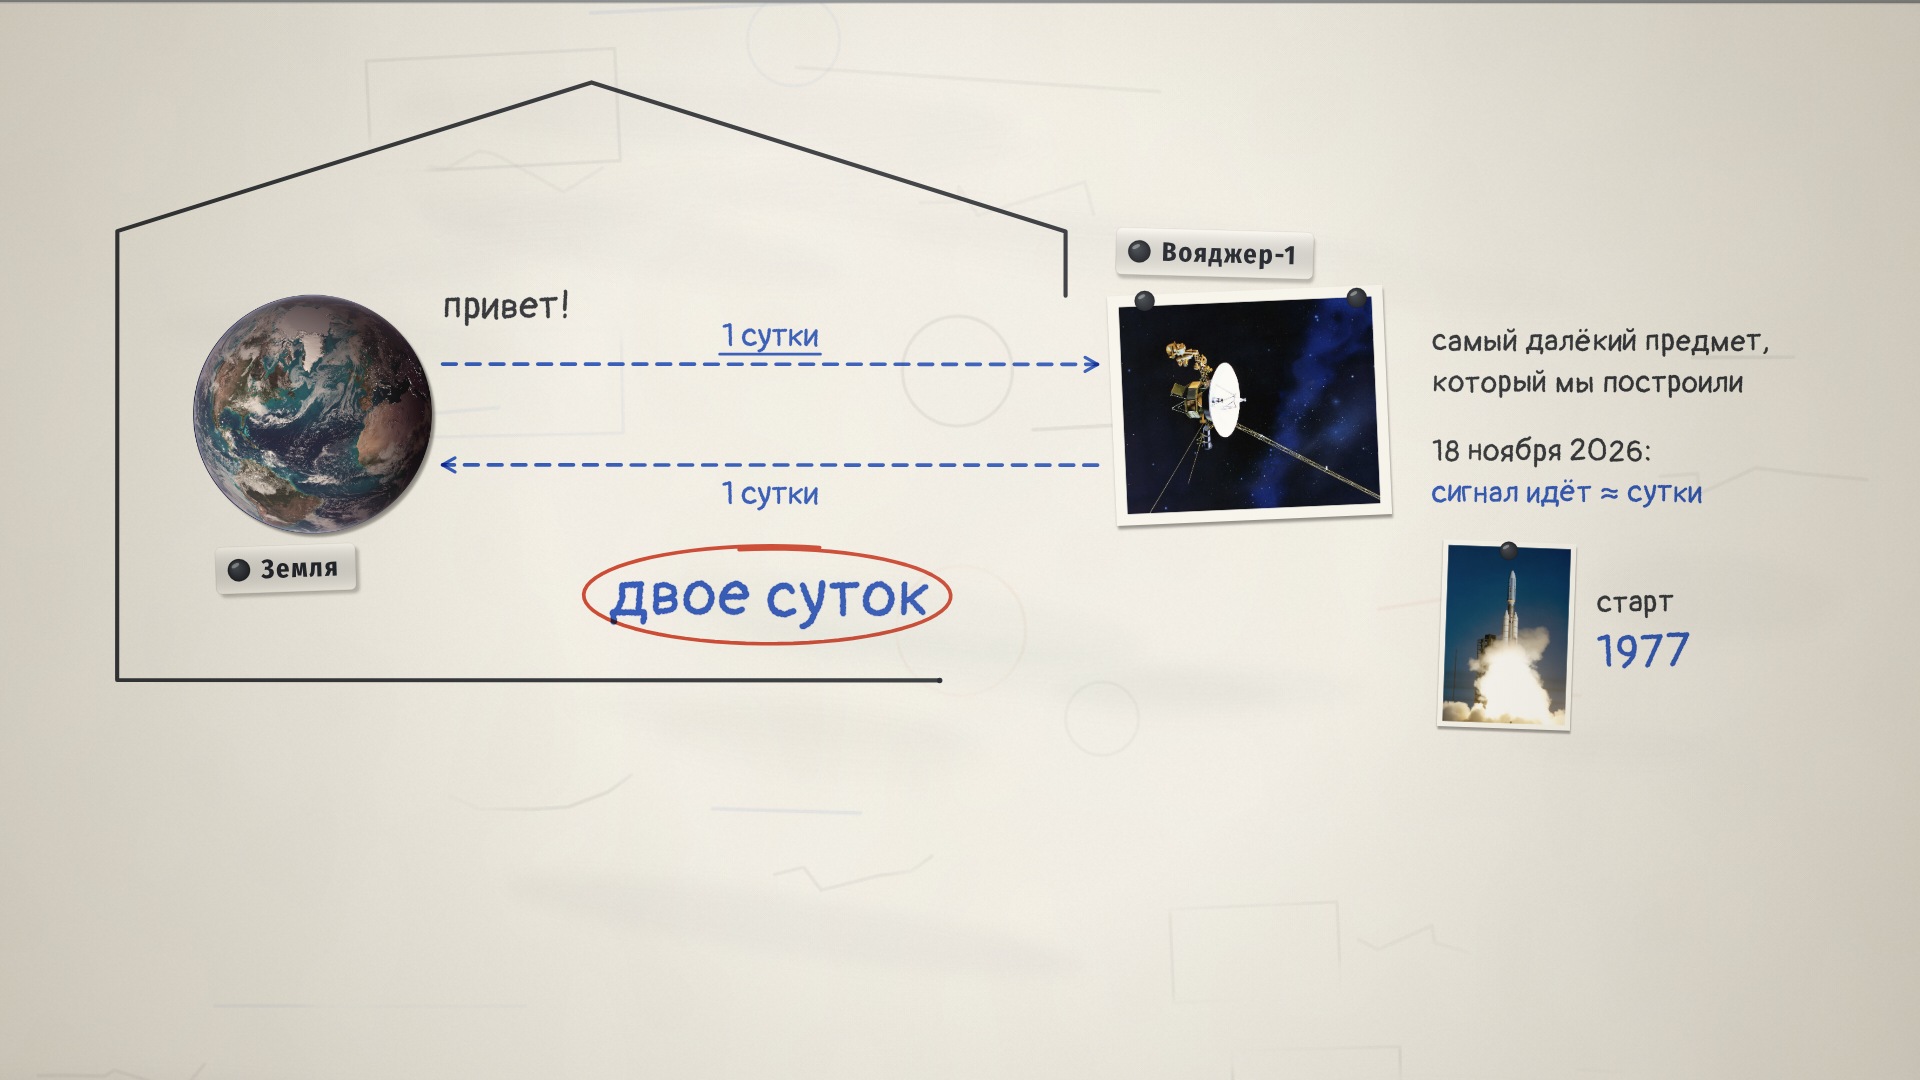 Вояджер-1
привет!
1 сутки
самый далёкий предмет,
который мы построили
18 ноября 2026:
1 сутки
сигнал идёт ≈ сутки
Земля
двое суток
старт
1977